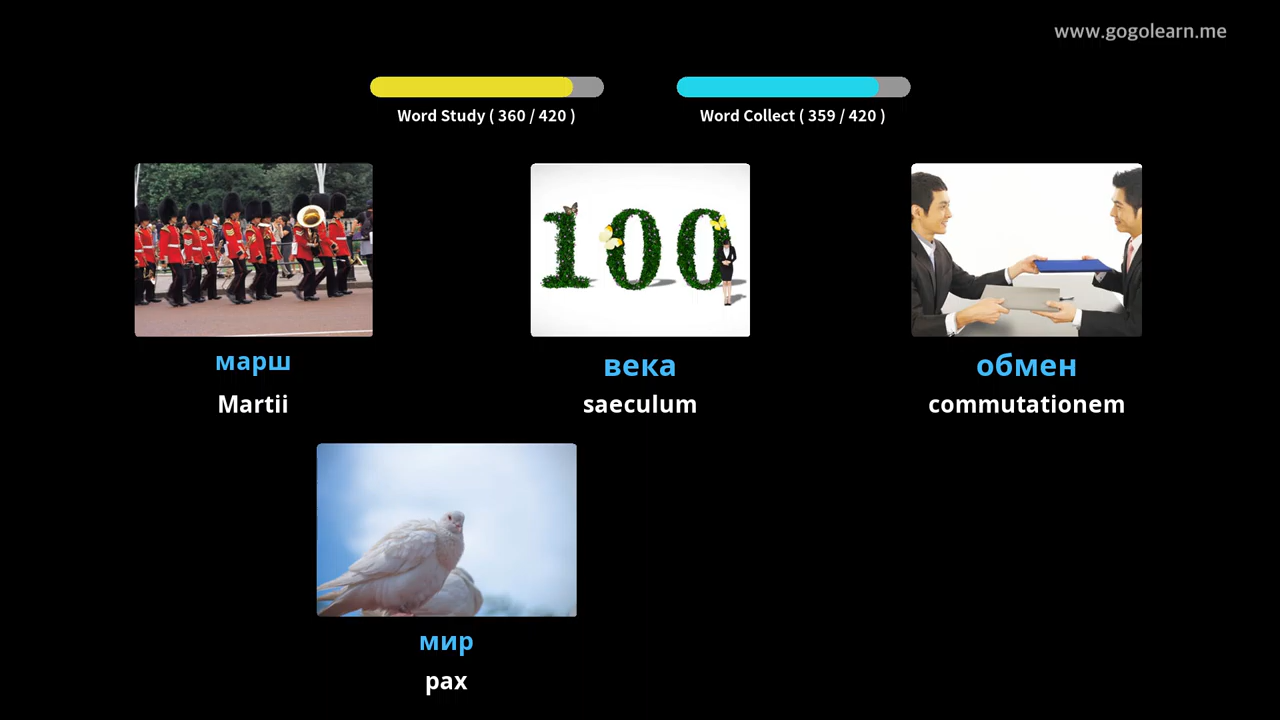 www.gogolearn.me
Word Study ( 360 / 420 )
Word Collect ( 359 / 420 )
марш
Martii
века
saeculum
обмен
commutationem
100
мир
pax